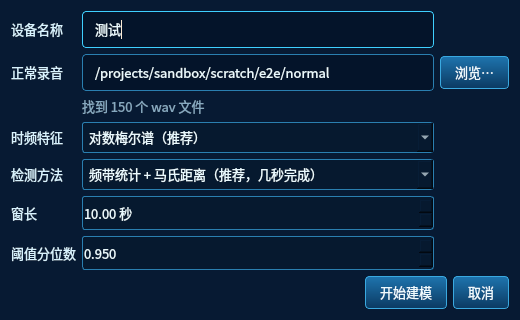 设备名称 测试
正常录音 /projects/sandbox/scratch/e2e/normal 浏览…
找到 150 个 wav 文件
时频特征 对数梅尔谱（推荐）
检测方法 频带统计 + 马氏距离（推荐，几秒完成）
窗长 10.00 秒
阈值分位数 0.950
开始建模 取消